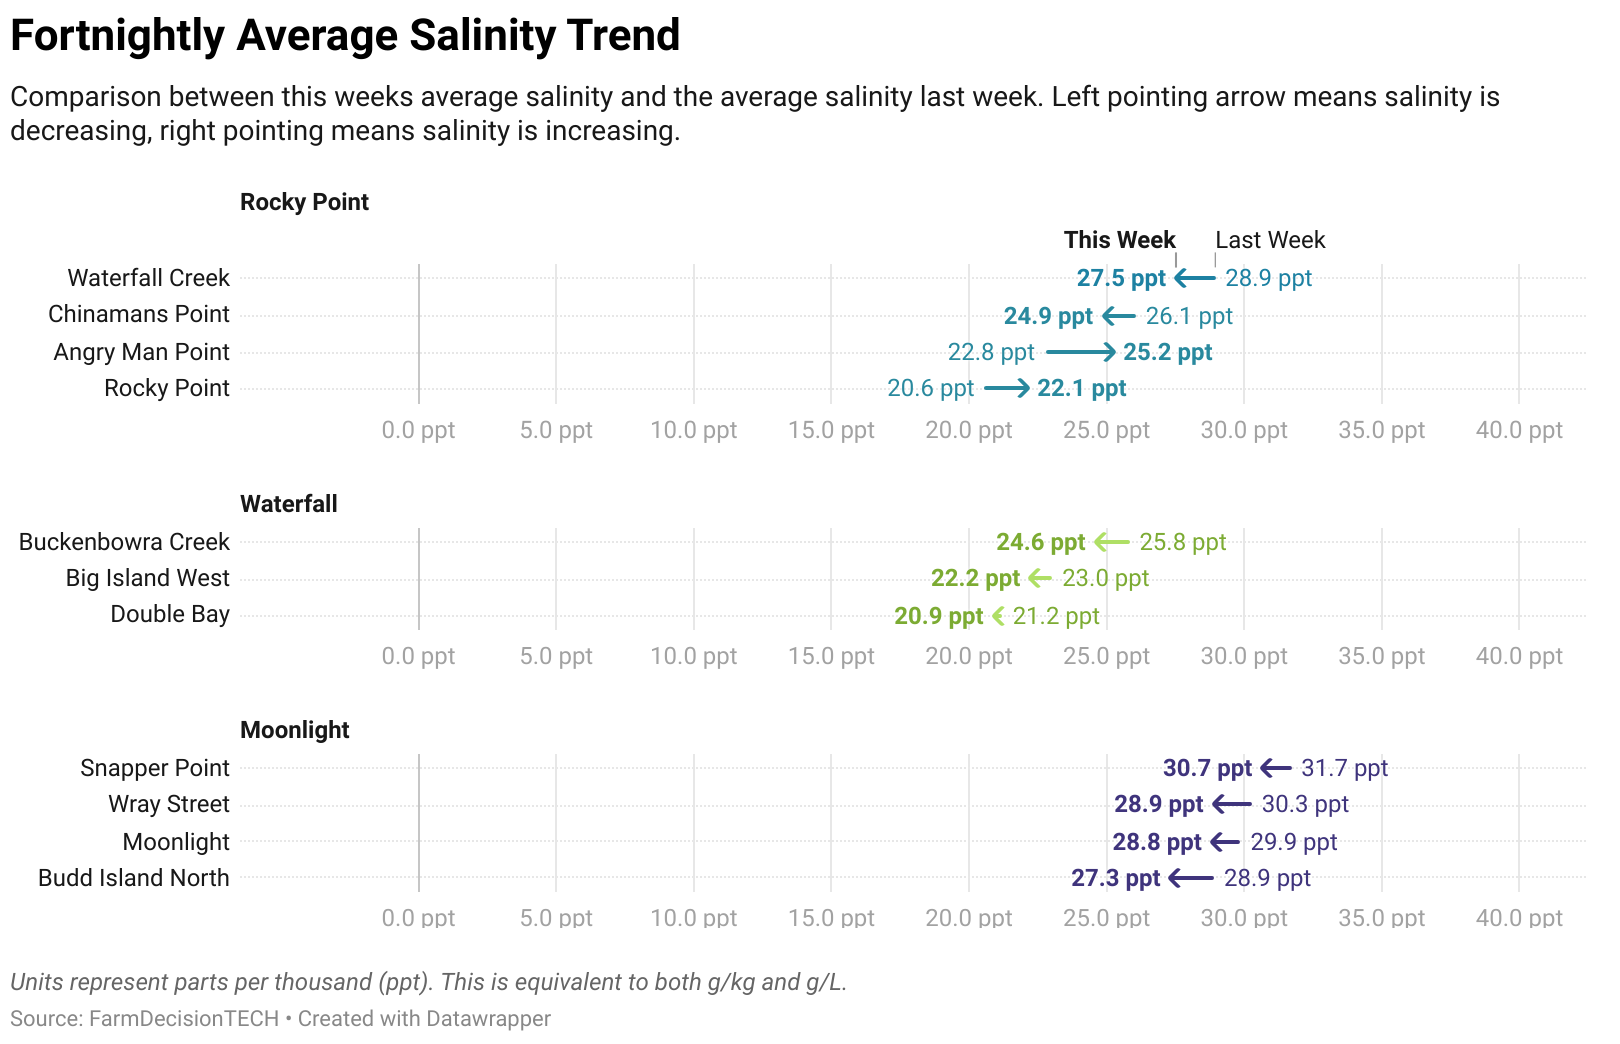 Fortnightly Average Salinity Trend
Comparison between this weeks average salinity and the average salinity last week. Left pointing arrow means salinity is
decreasing, right pointing means salinity is increasing.
Rocky Point
This Week Last Week
Waterfall Creek 27.5 ppt 28.9 ppt
Chinamans Point 24.9 ppt 26.1 ppt
Angry Man Point 22.8 ppt 25.2 ppt
Rocky Point 20.6 ppt 22.1 ppt
0.0 ppt 5.0 ppt 10.0 ppt 15.0 ppt 20.0 ppt 25.0 ppt 30.0 ppt 35.0 ppt 40.0 ppt
Waterfall
Buckenbowra Creek 24.6 ppt 25.8 ppt
Big Island West 22.2 ppt 23.0 ppt
Double Bay 20.9 ppt 21.2 ppt
0.0 ppt 5.0 ppt 10.0 ppt 15.0 ppt 20.0 ppt 25.0 ppt 30.0 ppt 35.0 ppt 40.0 ppt
Moonlight
Snapper Point 30.7 ppt 31.7 ppt
Wray Street 28.9 ppt 30.3 ppt
Moonlight 28.8 ppt 29.9 ppt
Budd Island North 27.3 ppt 28.9 ppt
0.0 ppt 5.0 ppt 10.0 ppt 15.0 ppt 20.0 ppt 25.0 ppt 30.0 ppt 35.0 ppt 40.0 ppt
Units represent parts per thousand (ppt). This is equivalent to both g/kg and g/L.
Source: FarmDecisionTECH • Created with Datawrapper